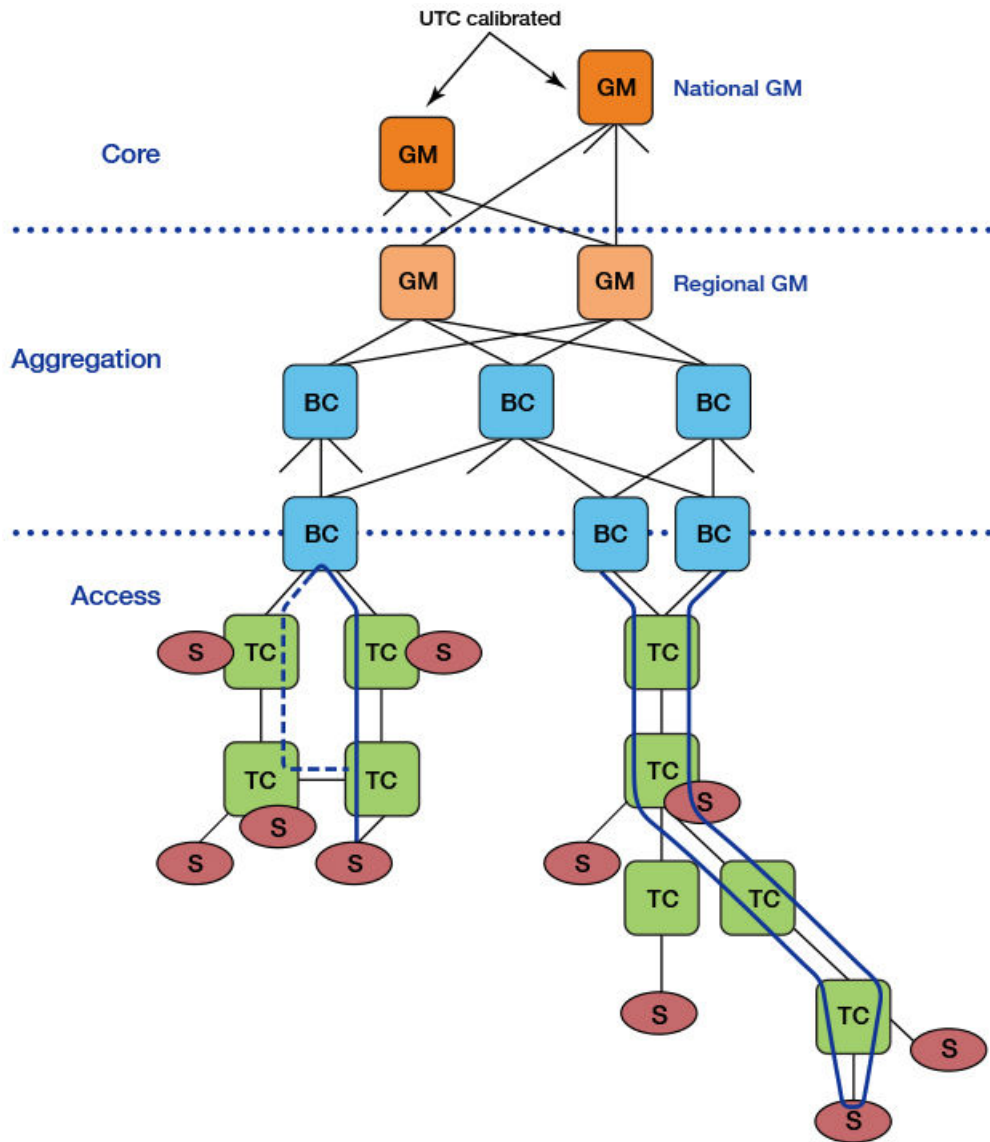 UTC calibrated
GM
National GM
Core
GM
GM
GM
Regional GM
Aggregation
BC
BC
BC
BC
BC
BC
Access
S
TC
TC
S
TC
TC
TC
S
TC
S
S
S
S
TC
TC
S
TC
S
S